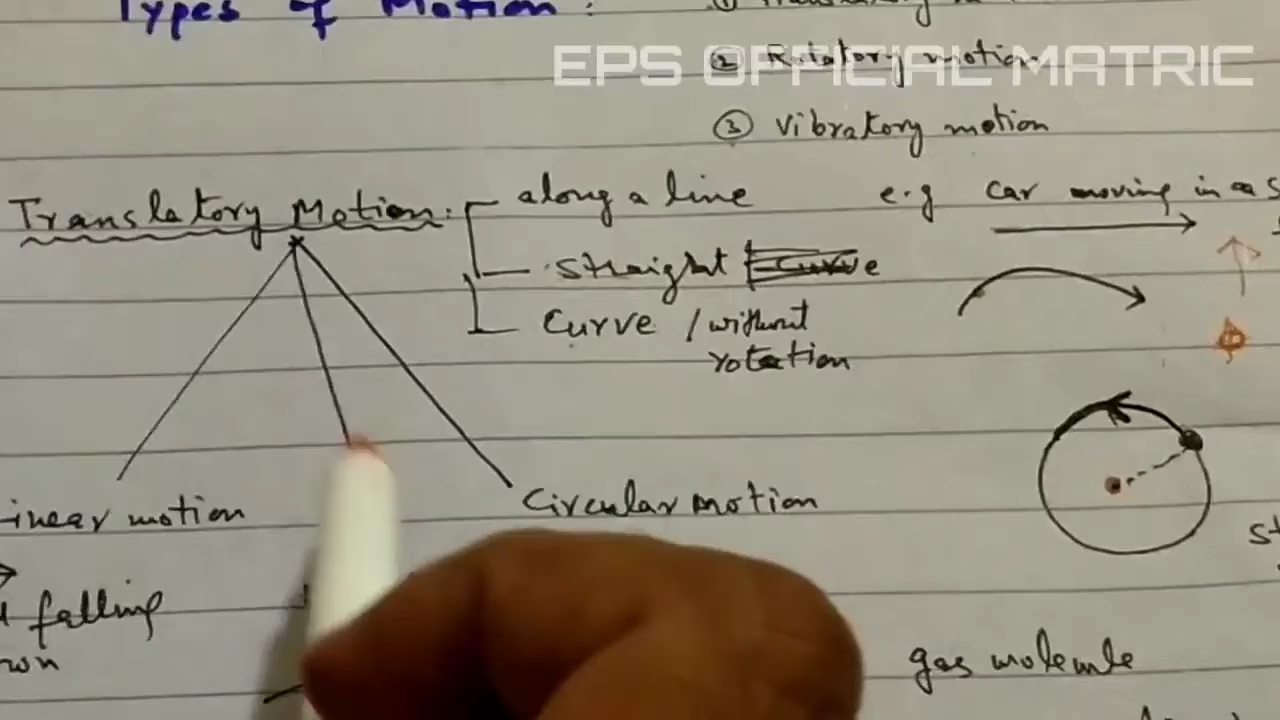 Types of Motion :
EPS OFFICIAL MATRIC
② Rotatory motion
③ Vibratory motion
Translatory Motion:
along a line
e.g car moving in a
straight
Curve / without
rotation
inear motion
Circular motion
falling
gas molecule